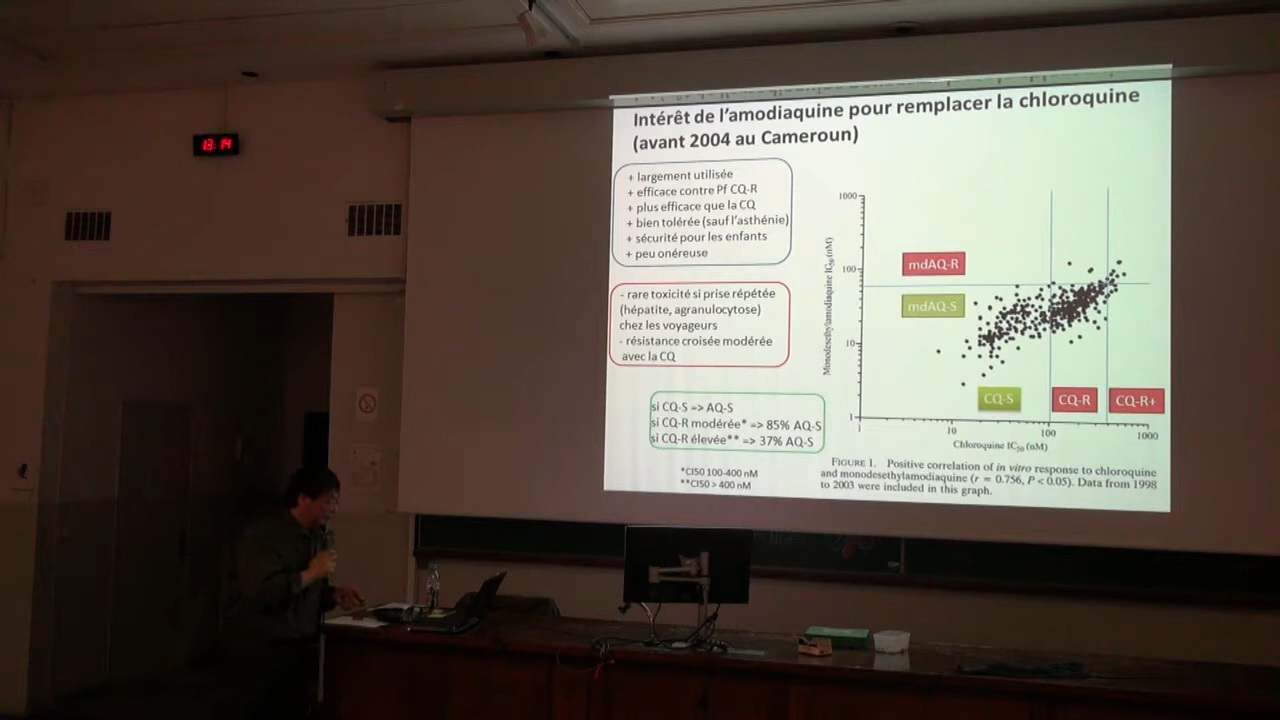 13:14
Intérêt de l'amodiaquine pour remplacer la chloroquine
(avant 2004 au Cameroun)
+ largement utilisée
+ efficace contre Pf CQ-R
+ plus efficace que la CQ
+ bien tolérée (sauf l'asthénie)
+ sécurité pour les enfants
+ peu onéreuse
- rare toxicité si prise répétée
(hépatite, agranulocytose)
chez les voyageurs
- résistance croisée modérée
avec la CQ
si CQ-S => AQ-S
si CQ-R modérée* => 85% AQ-S
si CQ-R élevée** => 37% AQ-S
*CI50 100-400 nM
**CI50 > 400 nM
Monodesethylamodiaquine IC50 (nM)
1000
100
10
1
mdAQ-R
mdAQ-S
CQ-S
CQ-R
CQ-R+
1
10
100
1000
Chloroquine IC50 (nM)
FIGURE 1. Positive correlation of in vitro response to chloroquine
and monodesethylamodiaquine (r = 0.756, P < 0.05). Data from 1998
to 2003 were included in this graph.